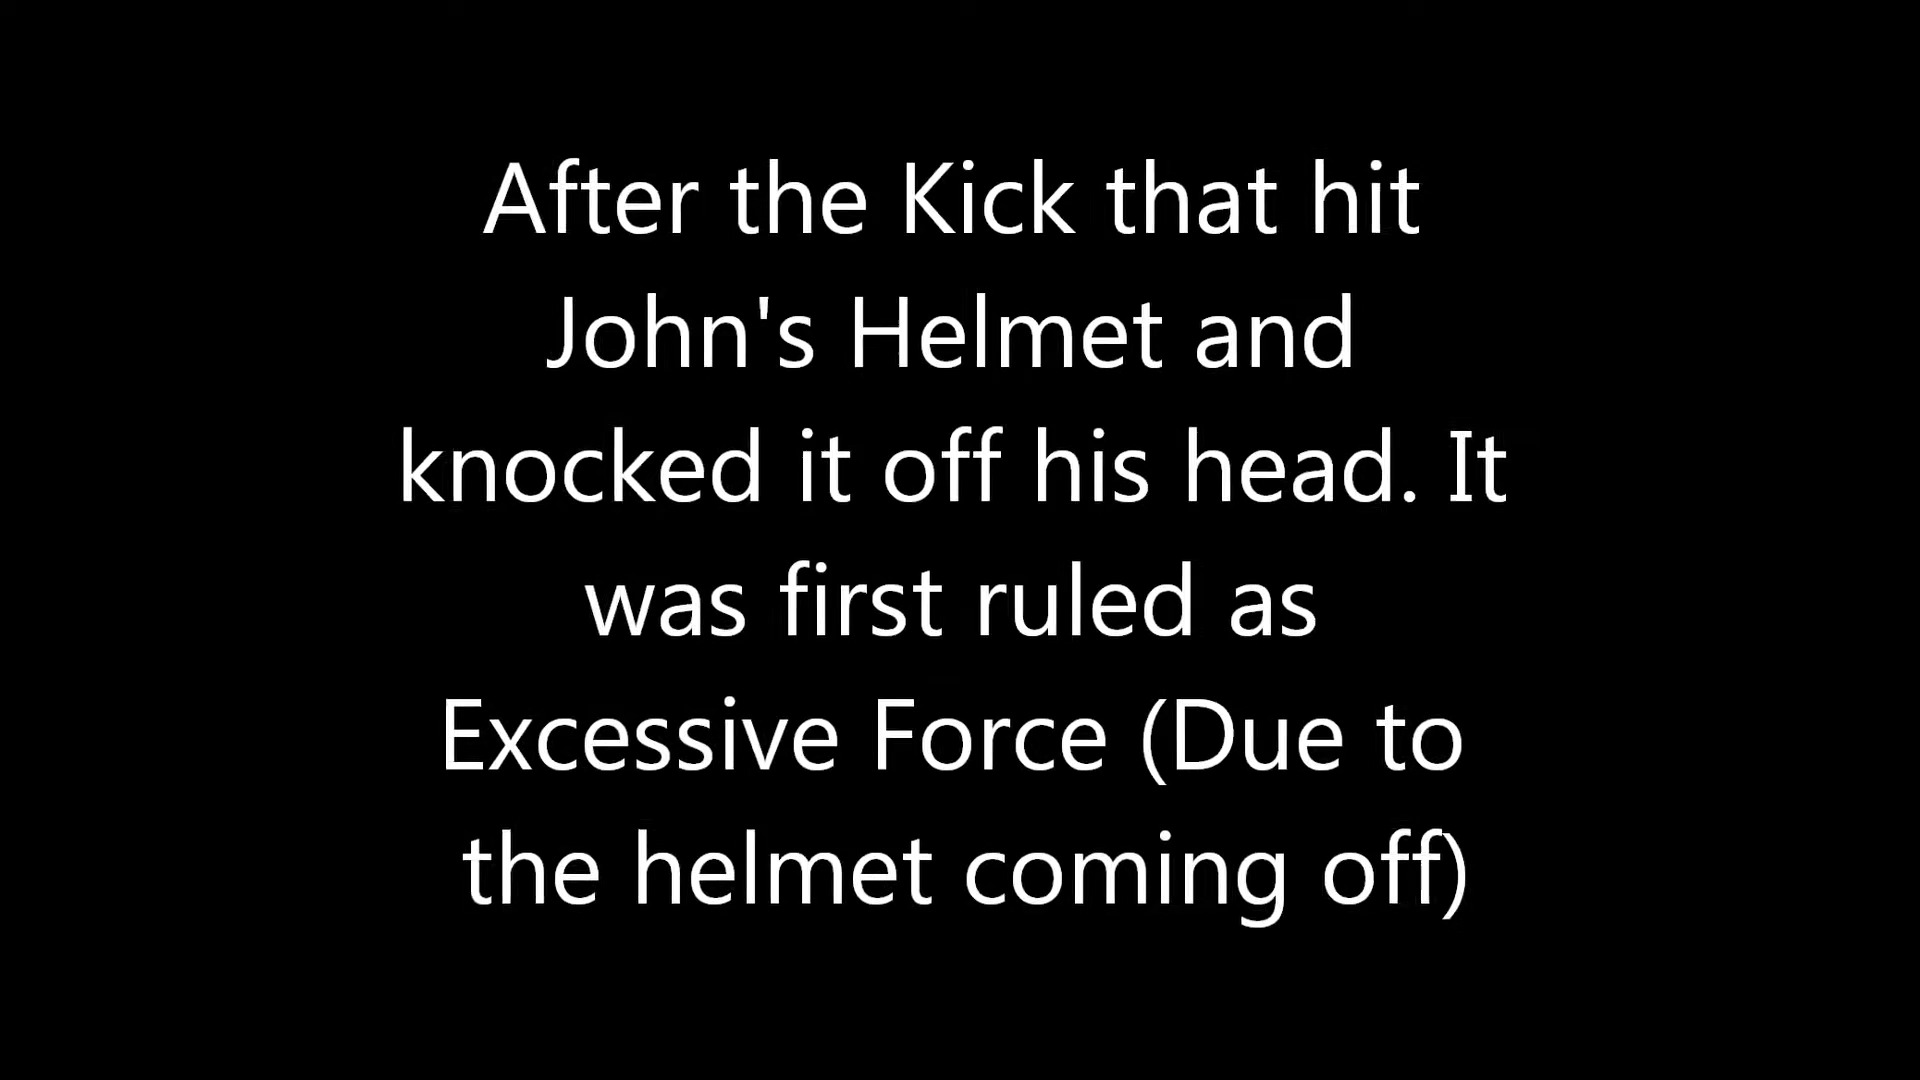 After the Kick that hit
John's Helmet and
knocked it off his head. It
was first ruled as
Excessive Force (Due to
the helmet coming off)